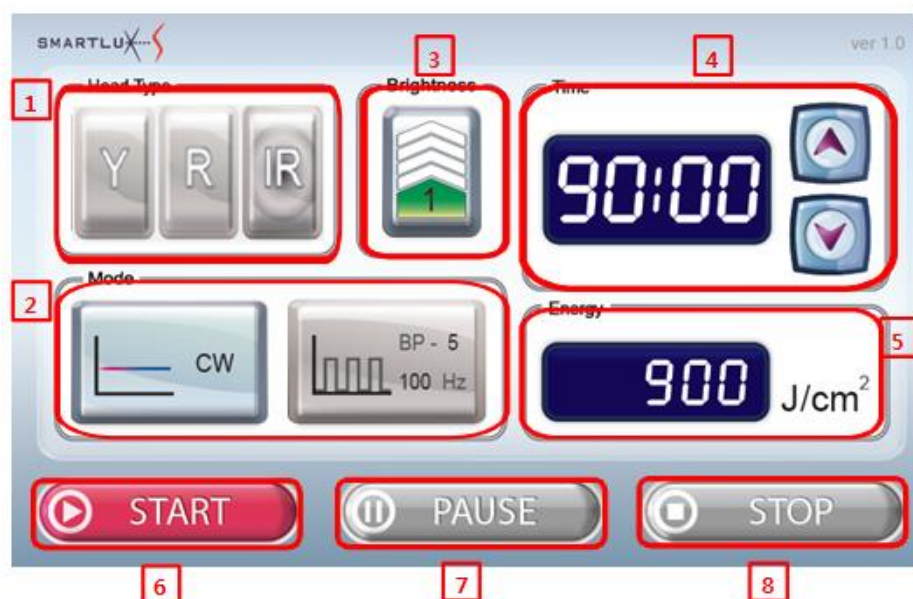 SMARTLUX S
ver 1.0
1
Head Type
Y R IR
3
Brightness
1
4
Time
90:00
2
Mode
CW
BP - 5
100 Hz
Energy
900 J/cm²
5
START
PAUSE
STOP
6
7
8